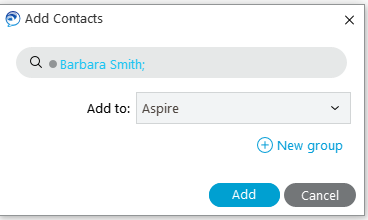 Add Contacts
Barbara Smith;
Add to: Aspire
New group
Add Cancel